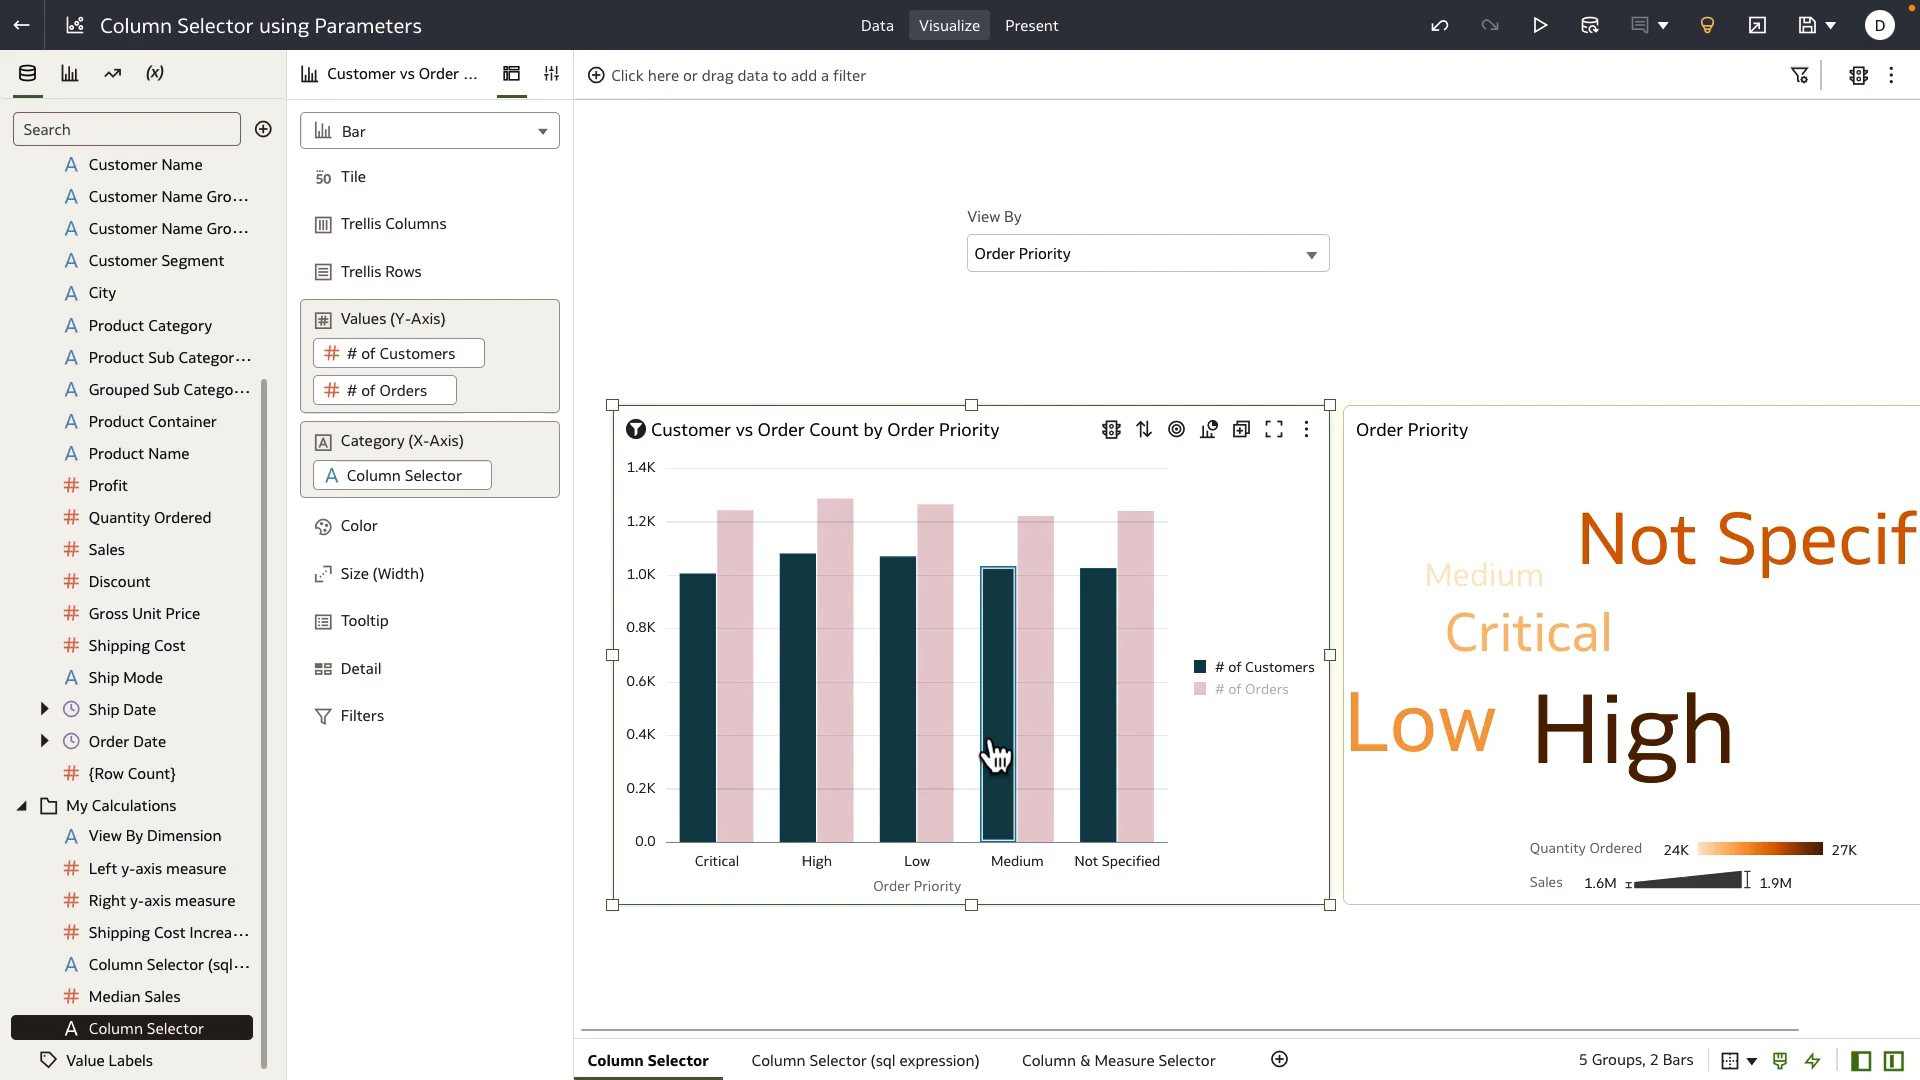 Column Selector using Parameters
Data
Visualize
Present
D
(x)
Customer vs Order ...
Click here or drag data to add a filter
Search
Customer Name
Customer Name Gro...
Customer Name Gro...
Customer Segment
City
Product Category
Product Sub Categor...
Grouped Sub Catego...
Product Container
Product Name
Profit
Quantity Ordered
Sales
Discount
Gross Unit Price
Shipping Cost
Ship Mode
Ship Date
Order Date
{Row Count}
My Calculations
View By Dimension
Left y-axis measure
Right y-axis measure
Shipping Cost Increa...
Column Selector (sql...
Median Sales
Column Selector
Value Labels
Bar
50 Tile
Trellis Columns
Trellis Rows
Values (Y-Axis)
# of Customers
# of Orders
Category (X-Axis)
A Column Selector
Color
Size (Width)
Tooltip
Detail
Filters
View By
Order Priority
Customer vs Order Count by Order Priority
1.4K
1.2K
1.0K
0.8K
0.6K
0.4K
0.2K
0.0
Critical
High
Low
Medium
Not Specified
Order Priority
# of Customers
# of Orders
Order Priority
Not Specif
Medium
Critical
Low
High
Quantity Ordered 24K 27K
Sales 1.6M 1.9M
Column Selector
Column Selector (sql expression)
Column & Measure Selector
5 Groups, 2 Bars